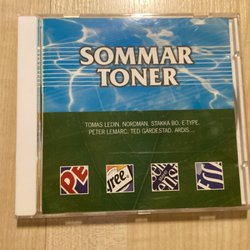 SOMMAR
TONER
TOMAS LEDIN, NORDMAN, STAKKA BO, E-TYPE,
PETER LEMARC, TED GÄRDESTAD, ARDIS...